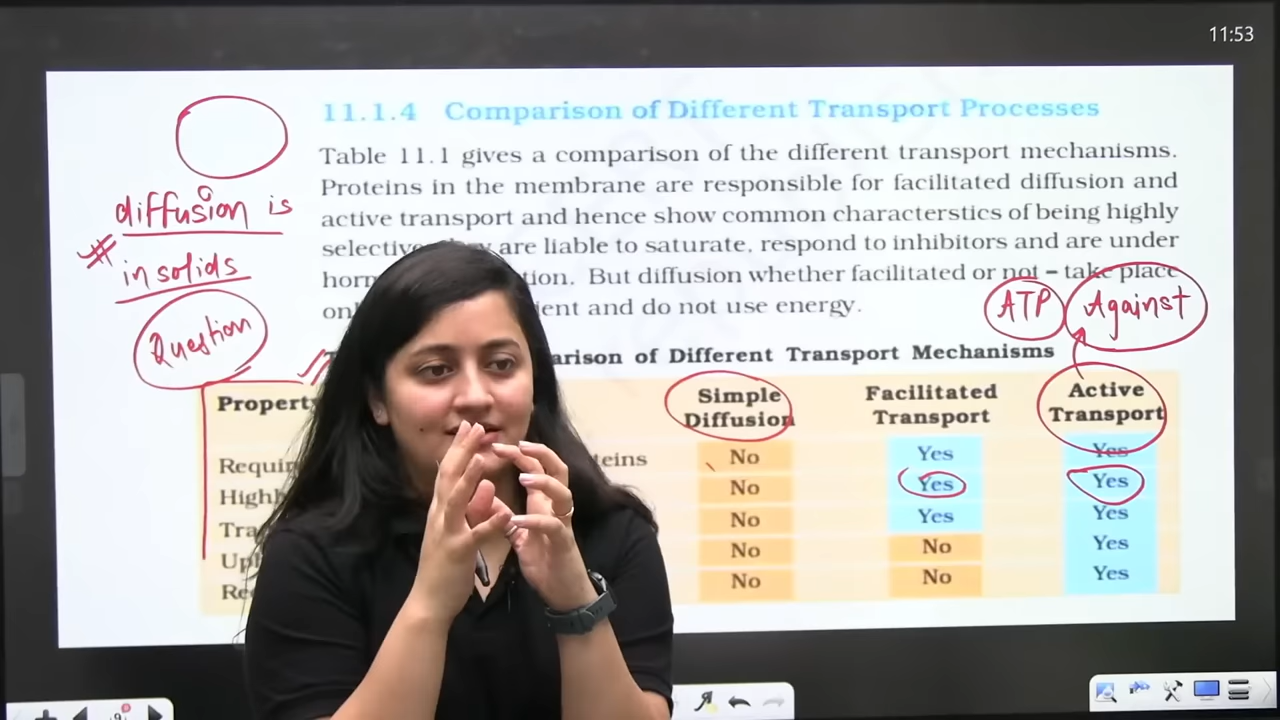 11:53
11.1.4 Comparison of Different Transport Processes
Table 11.1 gives a comparison of the different transport mechanisms.
Proteins in the membrane are responsible for facilitated diffusion and
active transport and hence show common characterstics of being highly
selective are liable to saturate, respond to inhibitors and are under
tion. But diffusion whether facilitated or not – take place
and do not use energy.
diffusion is
# in solids
Question
ATP
Against
Comparison of Different Transport Mechanisms
Property
Simple
Diffusion
Facilitated
Transport
Active
Transport
No Yes Yes
No Yes Yes
No Yes Yes
No No Yes
No No Yes